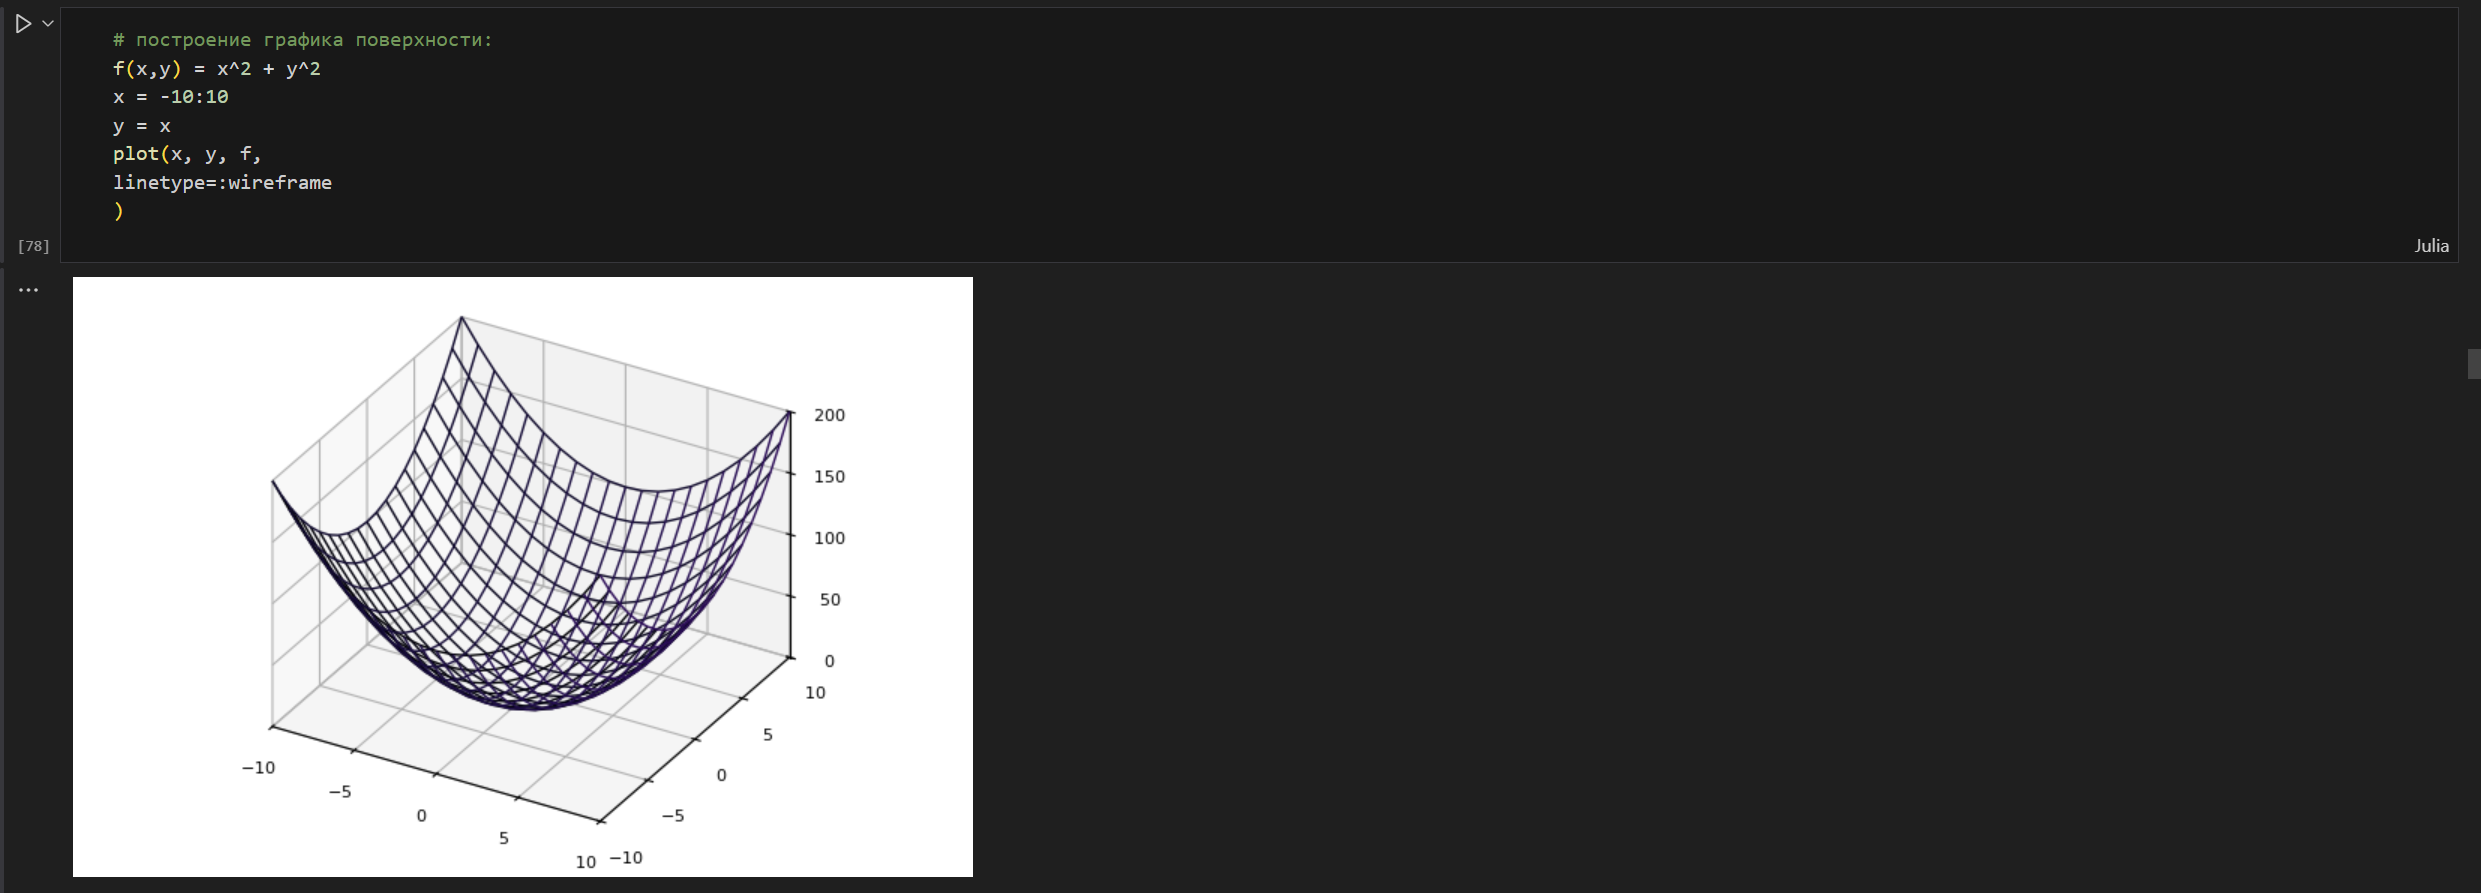 # построение графика поверхности:
f(x,y) = x^2 + y^2
x = -10:10
y = x
plot(x, y, f,
linetype=:wireframe
)
[78]
Julia
200
150
100
50
0
10
5
0
−5
−10
−10
−5
0
5
10